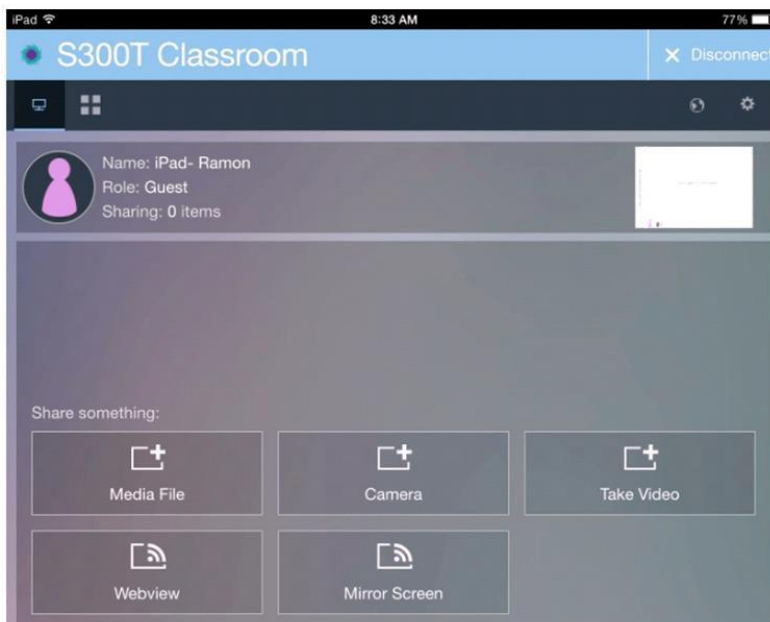 iPad 8:33 AM 77%
S300T Classroom Disconnect
Name: iPad- Ramon
Role: Guest
Sharing: 0 items
Share something:
Media File Camera Take Video
Webview Mirror Screen